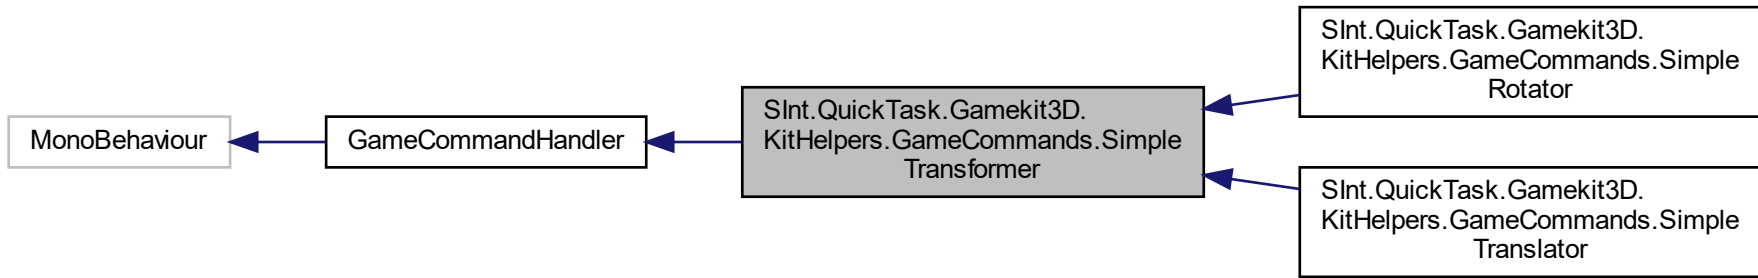 MonoBehaviour
GameCommandHandler
SInt.QuickTask.Gamekit3D.
KitHelpers.GameCommands.Simple
Transformer
SInt.QuickTask.Gamekit3D.
KitHelpers.GameCommands.Simple
Rotator
SInt.QuickTask.Gamekit3D.
KitHelpers.GameCommands.Simple
Translator